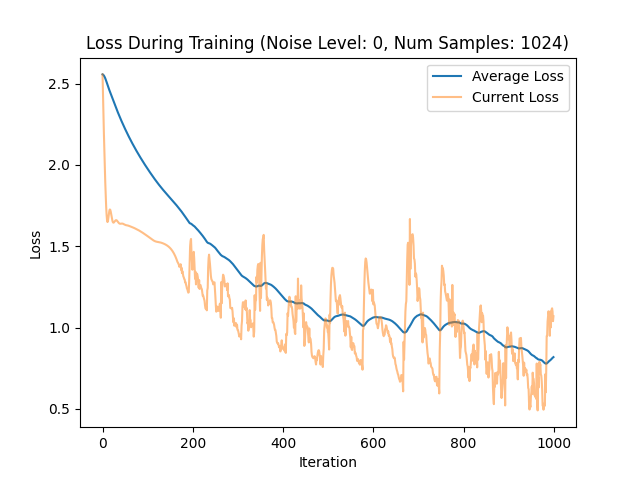 Loss During Training (Noise Level: 0, Num Samples: 1024)
Average Loss
Current Loss
2.5
2.0
1.5
1.0
0.5
Loss
0 200 400 600 800 1000
Iteration